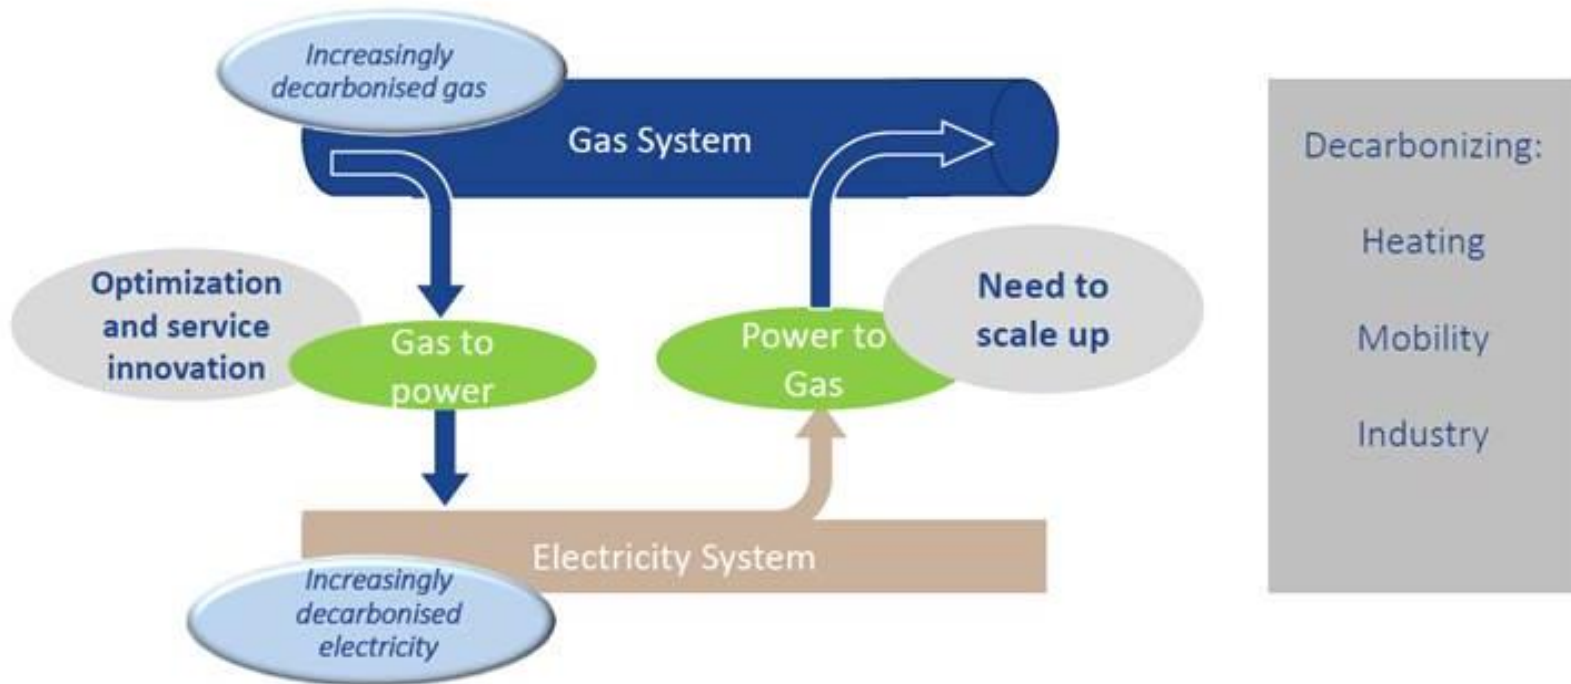 Increasingly
decarbonised gas
Gas System
Optimization
and service
innovation
Gas to
power
Power to
Gas
Need to
scale up
Electricity System
Increasingly
decarbonised
electricity
Decarbonizing:
Heating
Mobility
Industry